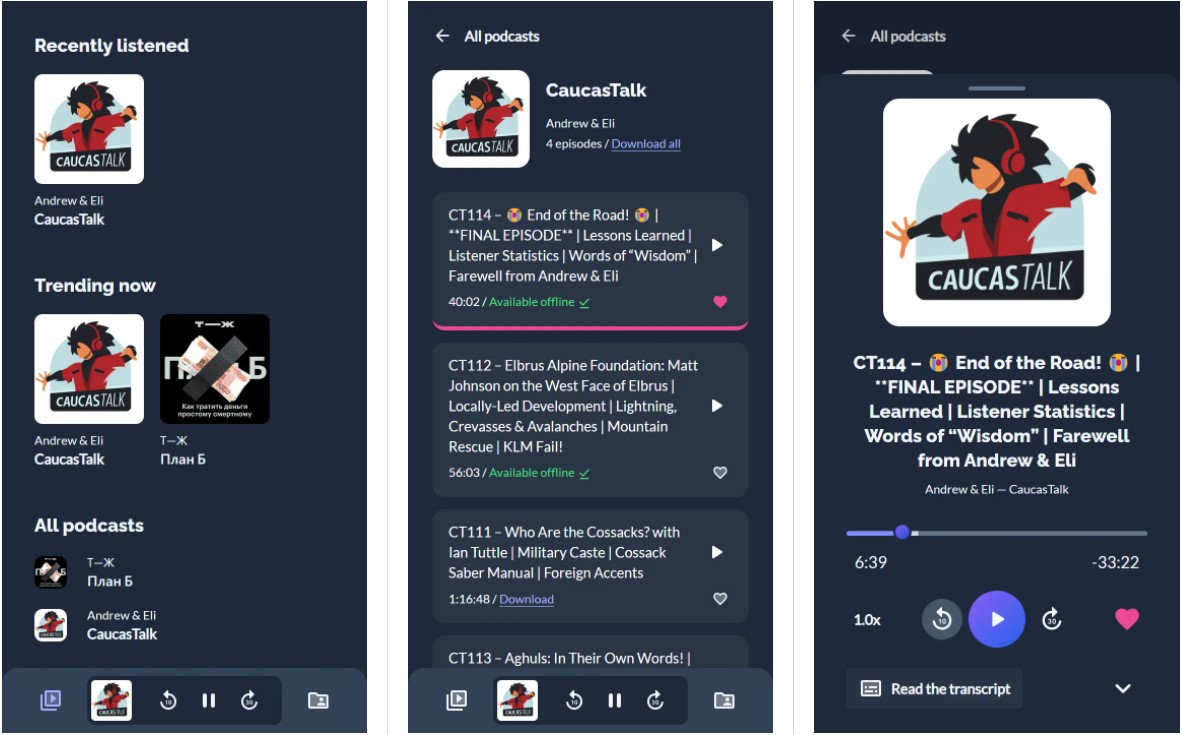 Recently listened
CAUCASTALK
Andrew & Eli
CaucasTalk
Trending now
CAUCASTALK
Andrew & Eli
CaucasTalk
Т—Ж
П Б
Как тратить деньги
простому смертному
Т—Ж
План Б
All podcasts
Т—Ж
План Б
Andrew & Eli
CaucasTalk
10
30
All podcasts
CAUCASTALK
CaucasTalk
Andrew & Eli
4 episodes / Download all
CT114 – 😭 End of the Road! 😭 |
**FINAL EPISODE** | Lessons Learned |
Listener Statistics | Words of “Wisdom” |
Farewell from Andrew & Eli
40:02 / Available offline
CT112 – Elbrus Alpine Foundation: Matt
Johnson on the West Face of Elbrus |
Locally-Led Development | Lightning,
Crevasses & Avalanches | Mountain
Rescue | KLM Fail!
56:03 / Available offline
CT111 – Who Are the Cossacks? with
Ian Tuttle | Military Caste | Cossack
Saber Manual | Foreign Accents
1:16:48 / Download
CT113 – Aghuls: In Their Own Words! |
10
30
All podcasts
CAUCASTALK
CT114 – 😭 End of the Road! 😭 |
**FINAL EPISODE** | Lessons
Learned | Listener Statistics |
Words of “Wisdom” | Farewell
from Andrew & Eli
Andrew & Eli — CaucasTalk
6:39
-33:22
1.0x
10
30
Read the transcript